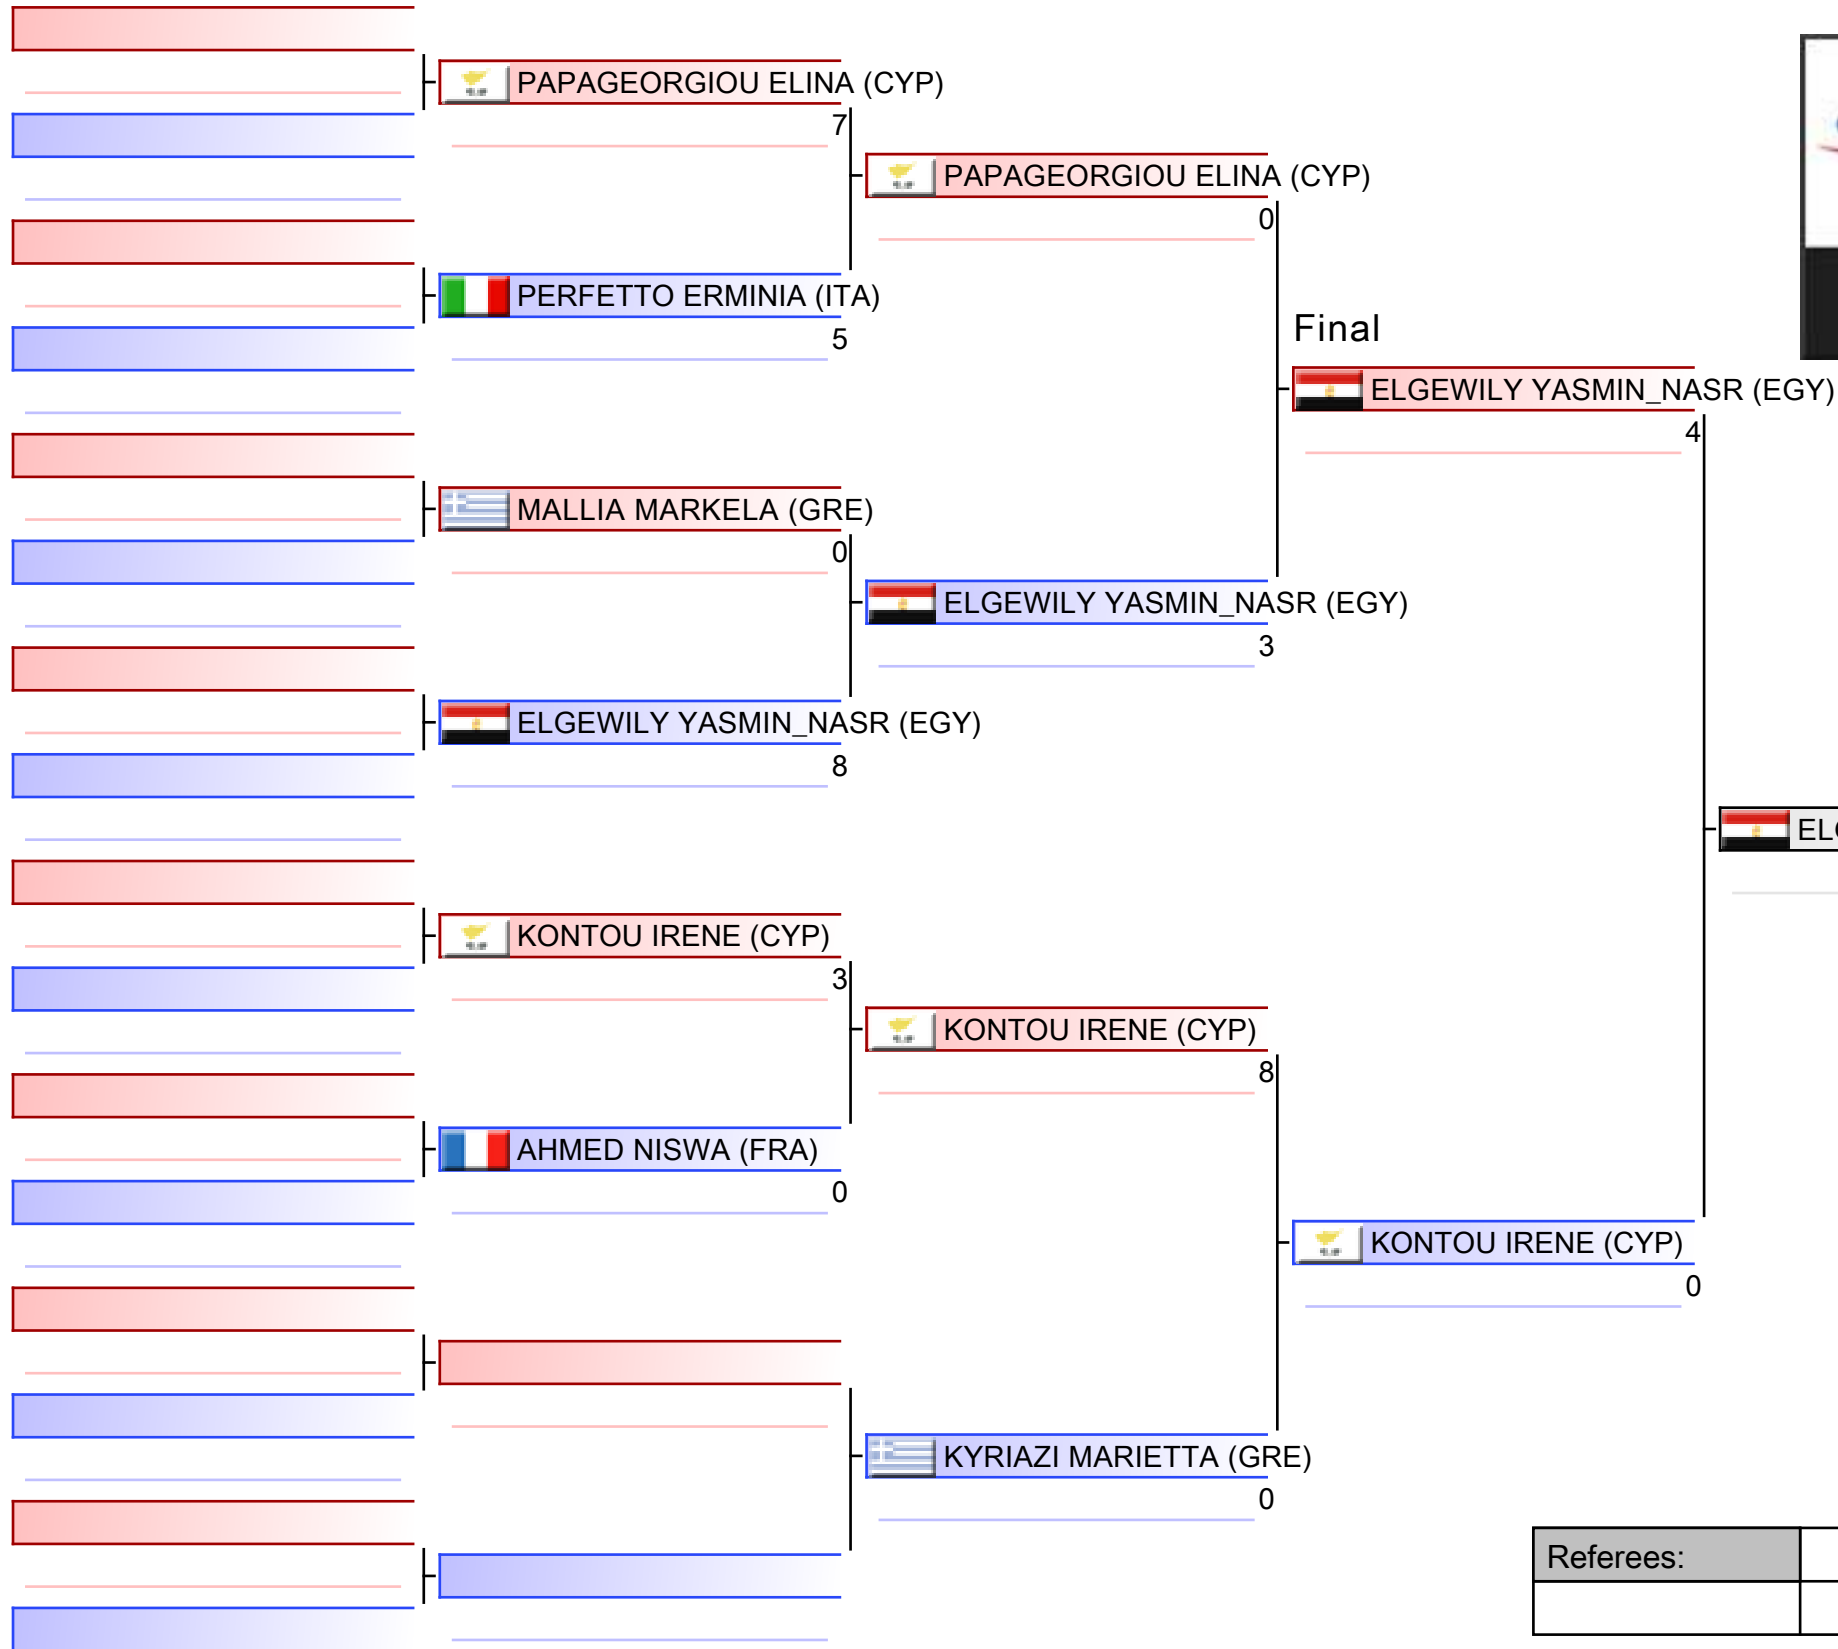 PAPAGEORGIOU ELINA (CYP)
7
PERFETTO ERMINIA (ITA)
5
MALLIA MARKELA (GRE)
0
ELGEWILY YASMIN_NASR (EGY)
8
KONTOU IRENE (CYP)
3
AHMED NISWA (FRA)
0
PAPAGEORGIOU ELINA (CYP)
0
ELGEWILY YASMIN_NASR (EGY)
3
KONTOU IRENE (CYP)
8
KYRIAZI MARIETTA (GRE)
0
Final
ELGEWILY YASMIN_NASR (EGY)
4
KONTOU IRENE (CYP)
0
Referees: